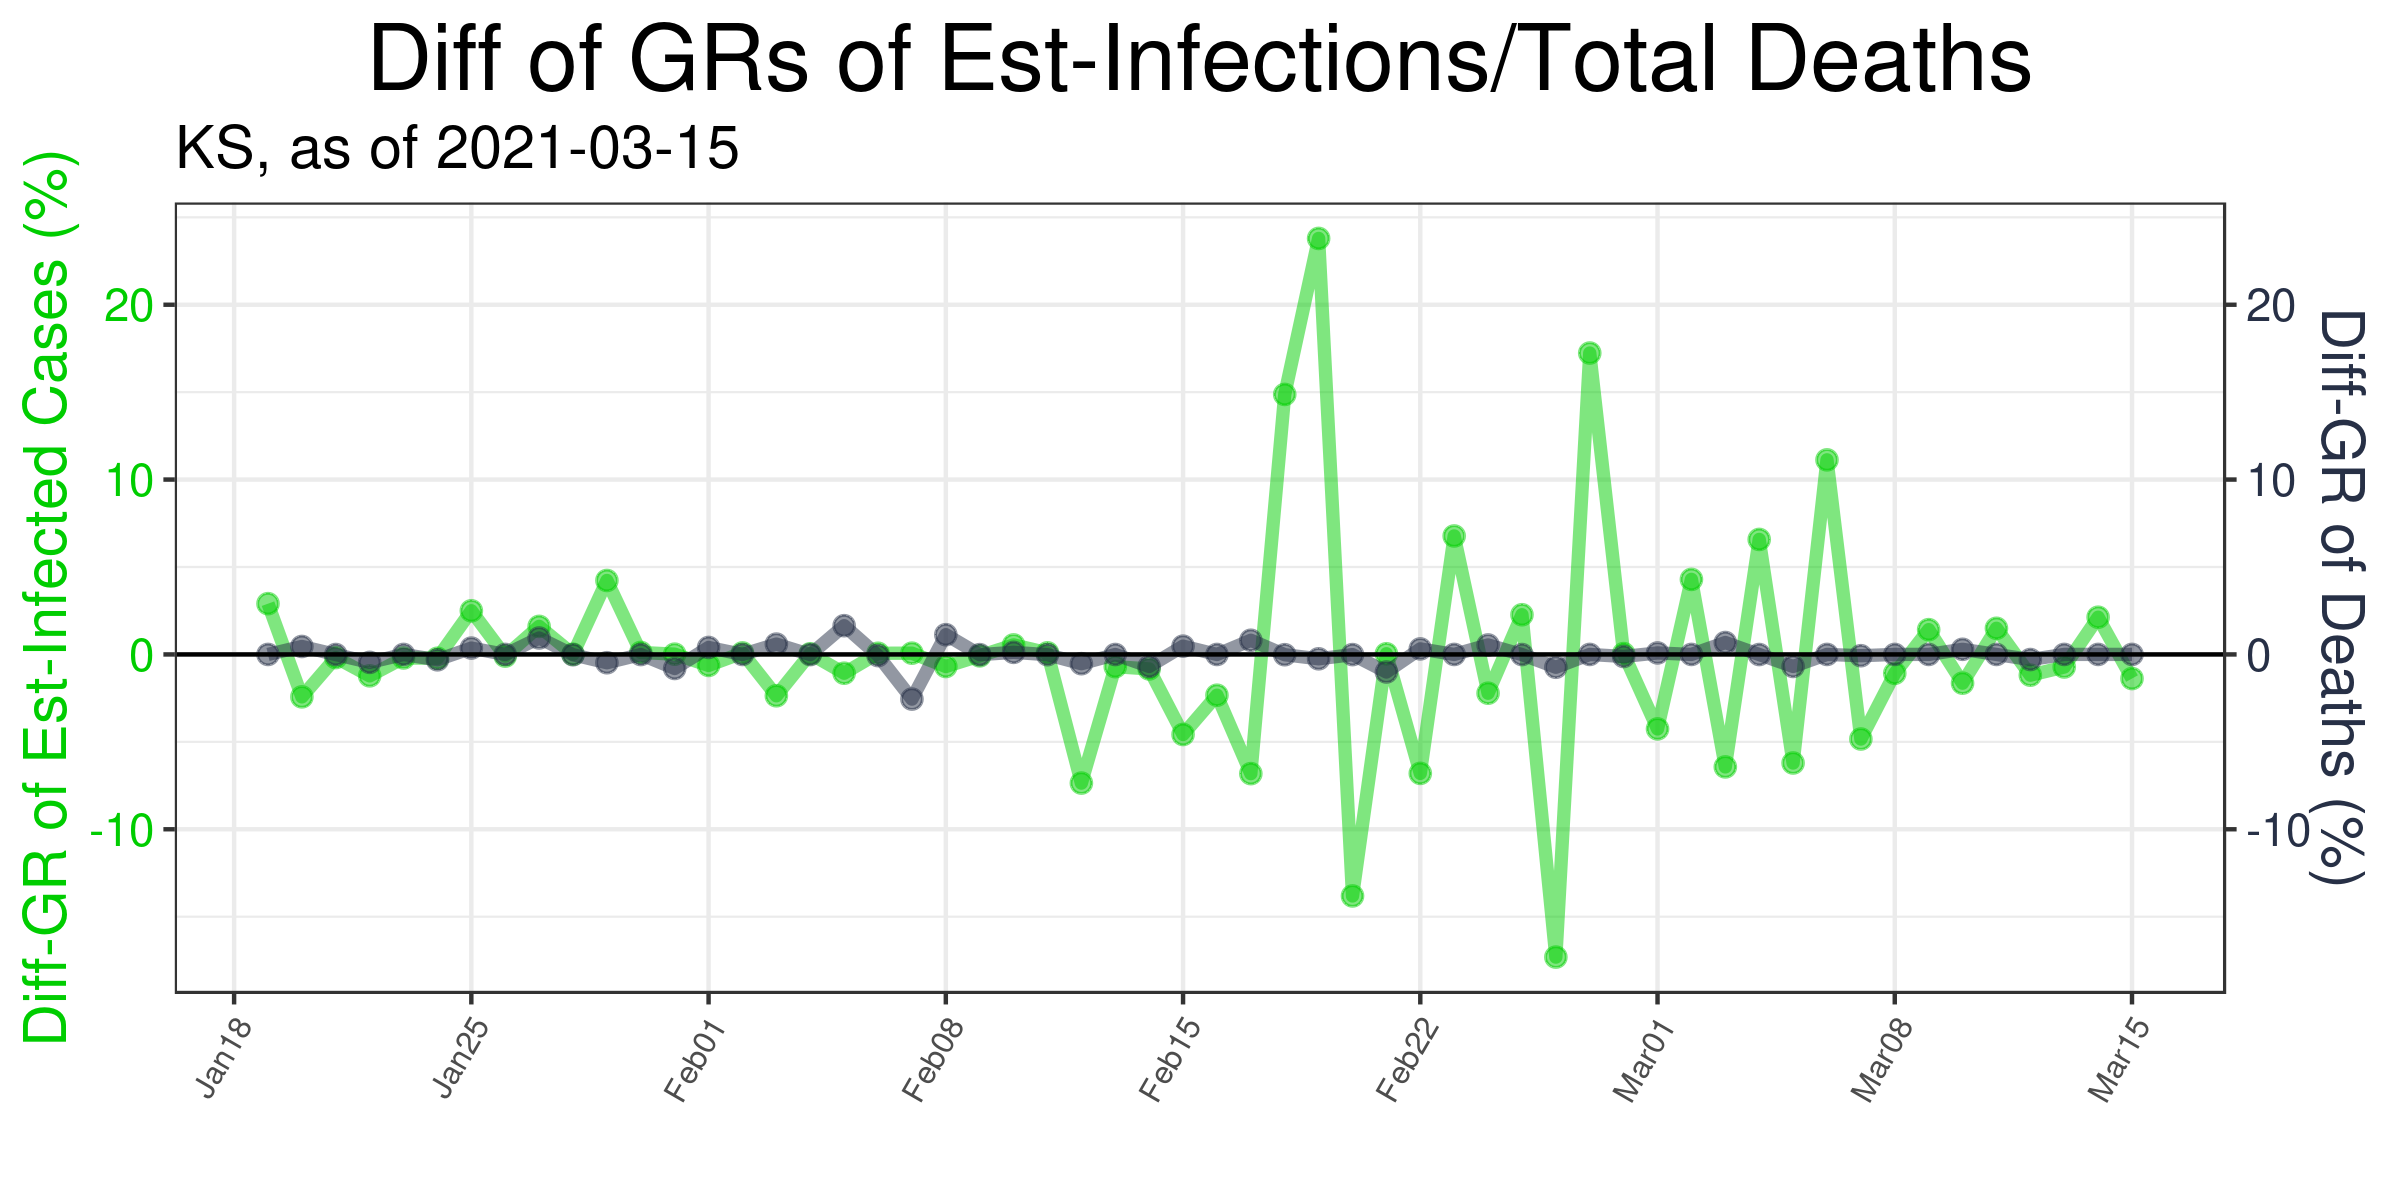 Diff of GRs of Est-Infections/Total Deaths
KS, as of 2021-03-15
Diff-GR of Est-Infected Cases (%)
20
10
0
-10
20
10
0
-10
Diff-GR of Deaths (%)
Jan18
Jan25
Feb01
Feb08
Feb15
Feb22
Mar01
Mar08
Mar15